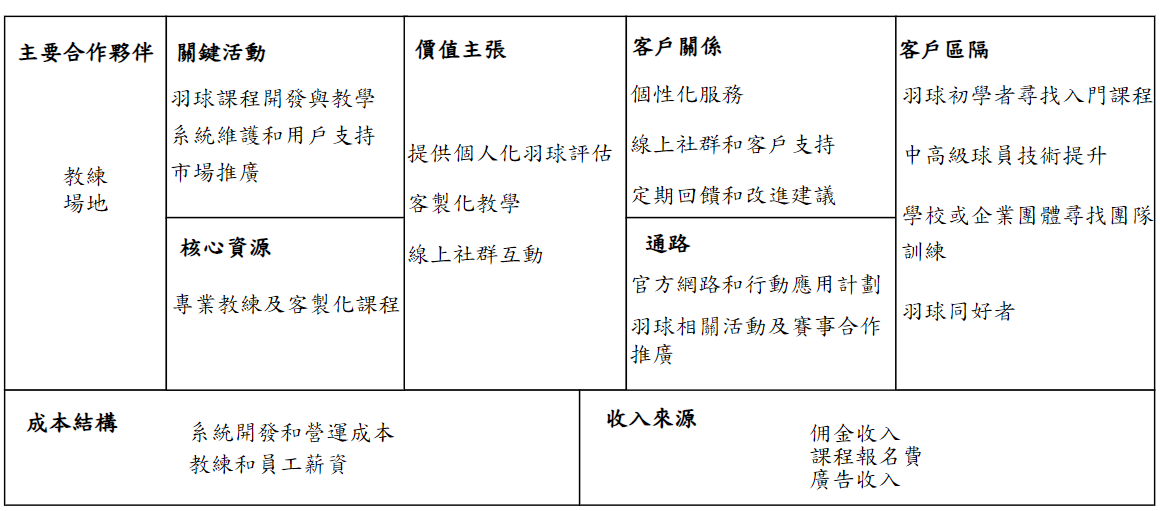 主要合作夥伴
教練
場地
關鍵活動
羽球課程開發與教學
系統維護和用戶支持
市場推廣
核心資源
專業教練及客製化課程
價值主張
提供個人化羽球評估
客製化教學
線上社群互動
客戶關係
個性化服務
線上社群和客戶支持
定期回饋和改進建議
通路
官方網路和行動應用計劃
羽球相關活動及賽事合作
推廣
客戶區隔
羽球初學者尋找入門課程
中高級球員技術提升
學校或企業團體尋找團隊
訓練
羽球同好者
成本結構
系統開發和營運成本
教練和員工薪資
收入來源
佣金收入
課程報名費
廣告收入